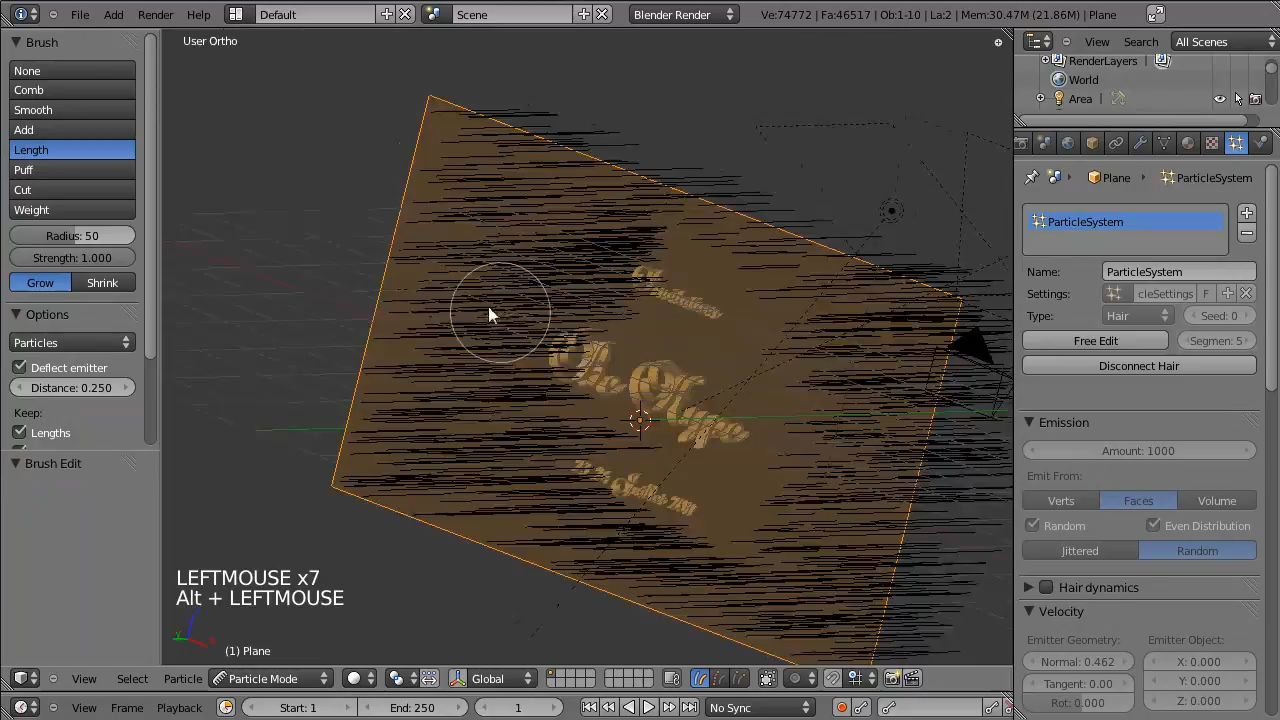 File Add Render Help Default Scene Blender Render Ve:74772 | Fa:46517 | Ob:1-10 | La:2 | Mem:30.47M (21.86M) | Plane
Brush
None
Comb
Smooth
Add
Length
Puff
Cut
Weight
Radius: 50
Strength: 1.000
Grow Shrink
Options
Particles
Deflect emitter
Distance: 0.250
Keep:
Lengths
Brush Edit
User Ortho
LEFTMOUSE x7
Alt + LEFTMOUSE
(1) Plane
View Search All Scenes
RenderLayers |
World
Area |
Plane ParticleSystem
ParticleSystem
Name: ParticleSystem
Settings: cleSettings F
Type: Hair Seed: 0
Free Edit Segmen: 5
Disconnect Hair
Emission
Amount: 1000
Emit From:
Verts Faces Volume
Random Even Distribution
Jittered Random
Hair dynamics
Velocity
Emitter Geometry: Emitter Object:
Normal: 0.462 X: 0.000
Tangent: 0.00 Y: 0.000
Rot: 0.000 Z: 0.000
View Select Particle Particle Mode Global
View Frame Playback Start: 1 End: 250 1 No Sync